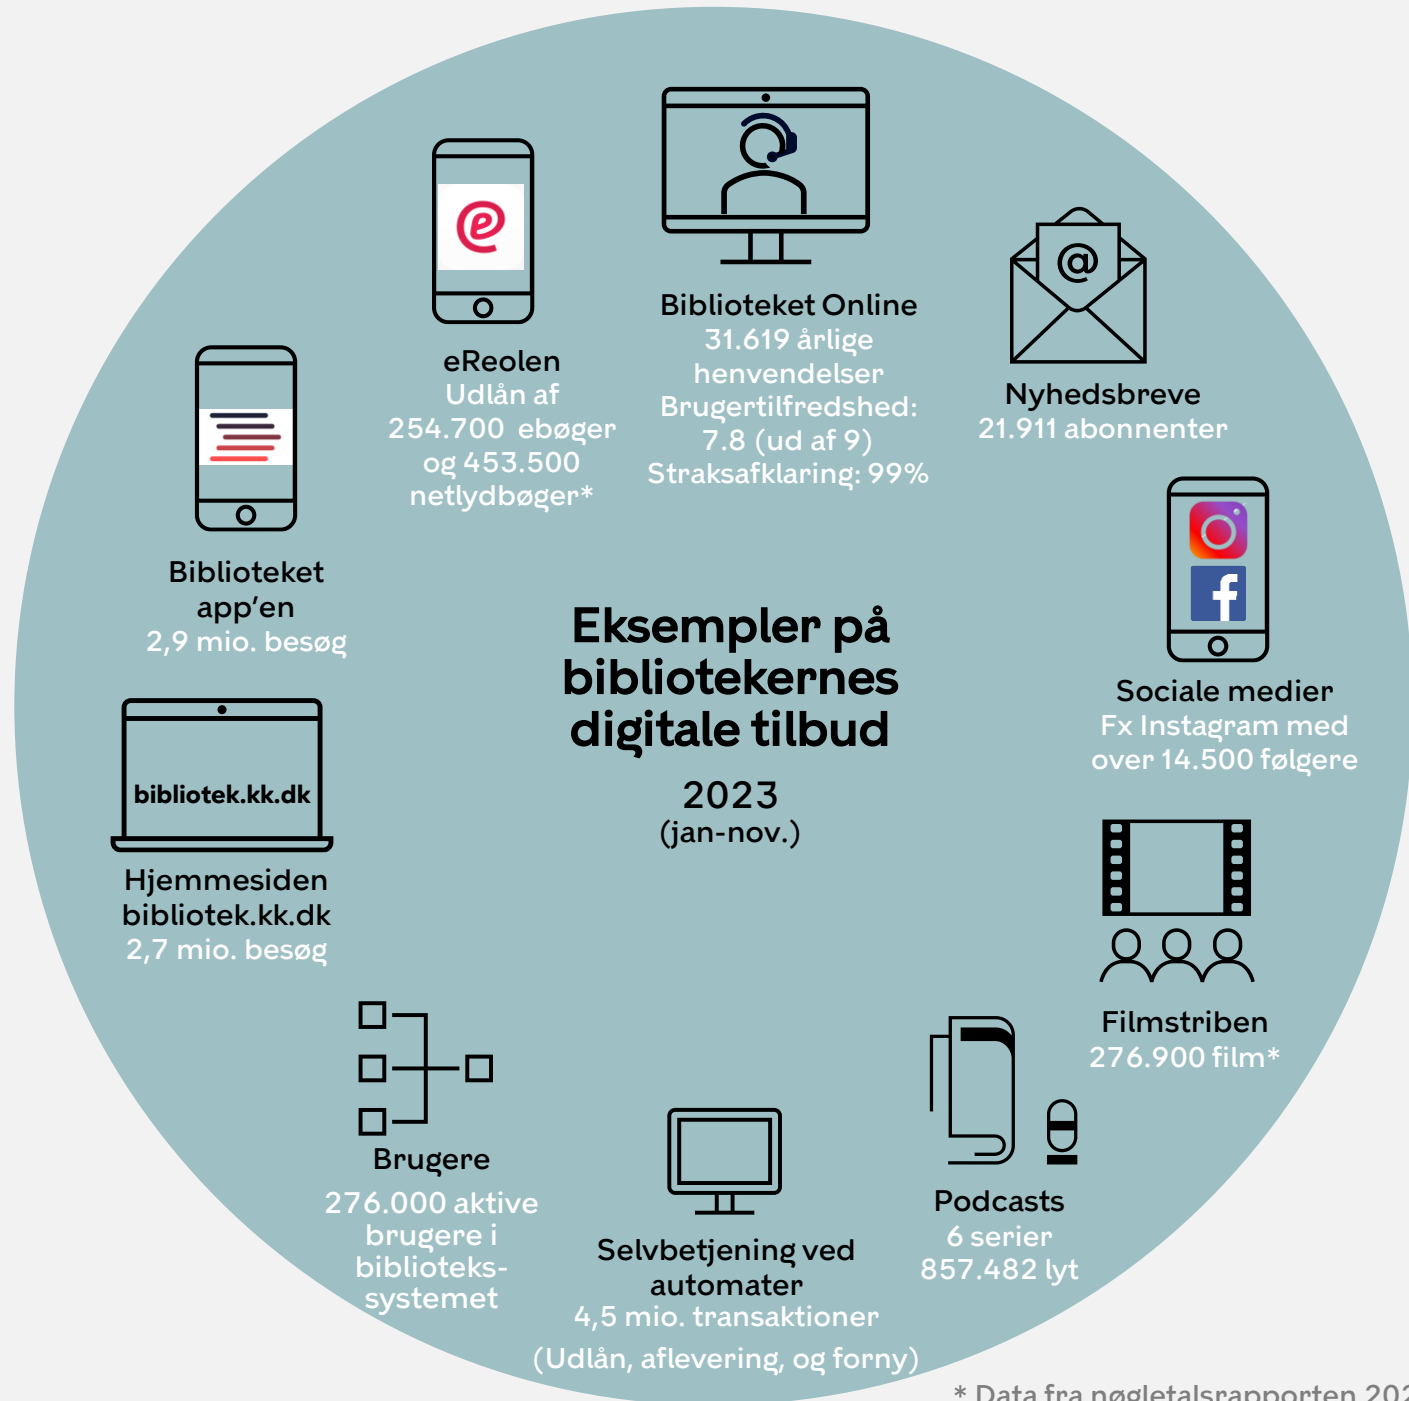 Eksempler på
bibliotekernes
digitale tilbud
2023
(jan-nov.)
Biblioteket Online
31.619 årlige
henvendelser
Brugertilfredshed:
7.8 (ud af 9)
Straksafklaring: 99%
@
Nyhedsbreve
21.911 abonnenter
Sociale medier
Fx Instagram med
over 14.500 følgere
Filmstriben
276.900 film*
Podcasts
6 serier
857.482 lyt
Selvbetjening ved
automater
4,5 mio. transaktioner
(Udlån, aflevering, og forny)
Brugere
276.000 aktive
brugere i
biblioteks-
systemet
bibliotek.kk.dk
Hjemmesiden
bibliotek.kk.dk
2,7 mio. besøg
Biblioteket
app’en
2,9 mio. besøg
eReolen
Udlån af
254.700 ebøger
og 453.500
netlydbøger*
* Data fra nøgletalsrapporten